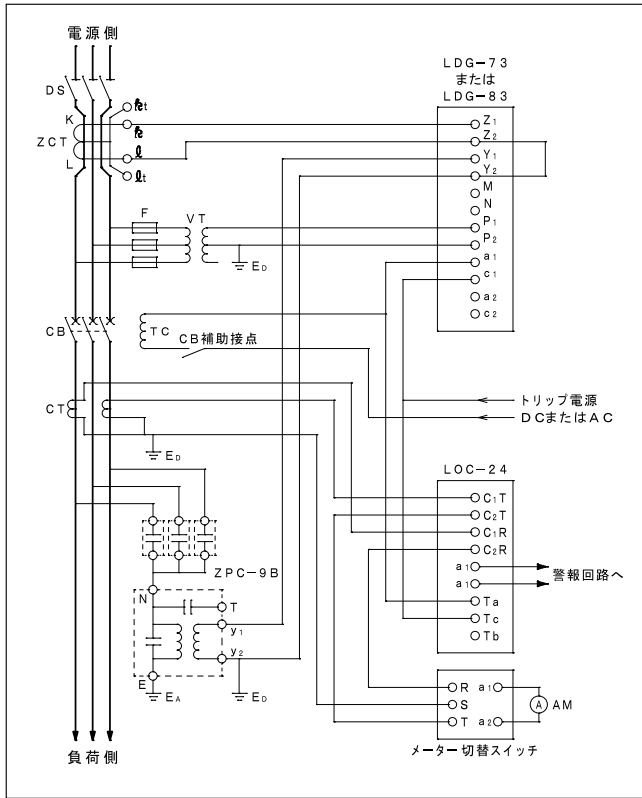 電源側
LDG-73
または
LDG-83
DS
K
kt
k
ZCT
L
l
lt
Z1
Z2
Y1
Y2
M
N
P1
P2
a1
c1
a2
c2
F
VT
ED
CB
TC
CB補助接点
CT
トリップ電源
DCまたはAC
ED
LOC-24
C1T
C2T
C1R
C2R
a1
a1
警報回路へ
Ta
Tc
Tb
ZPC-9B
N
T
y1
y2
E
EA
ED
R
a1
S
A
AM
T
a2
メーター切替スイッチ
負荷側